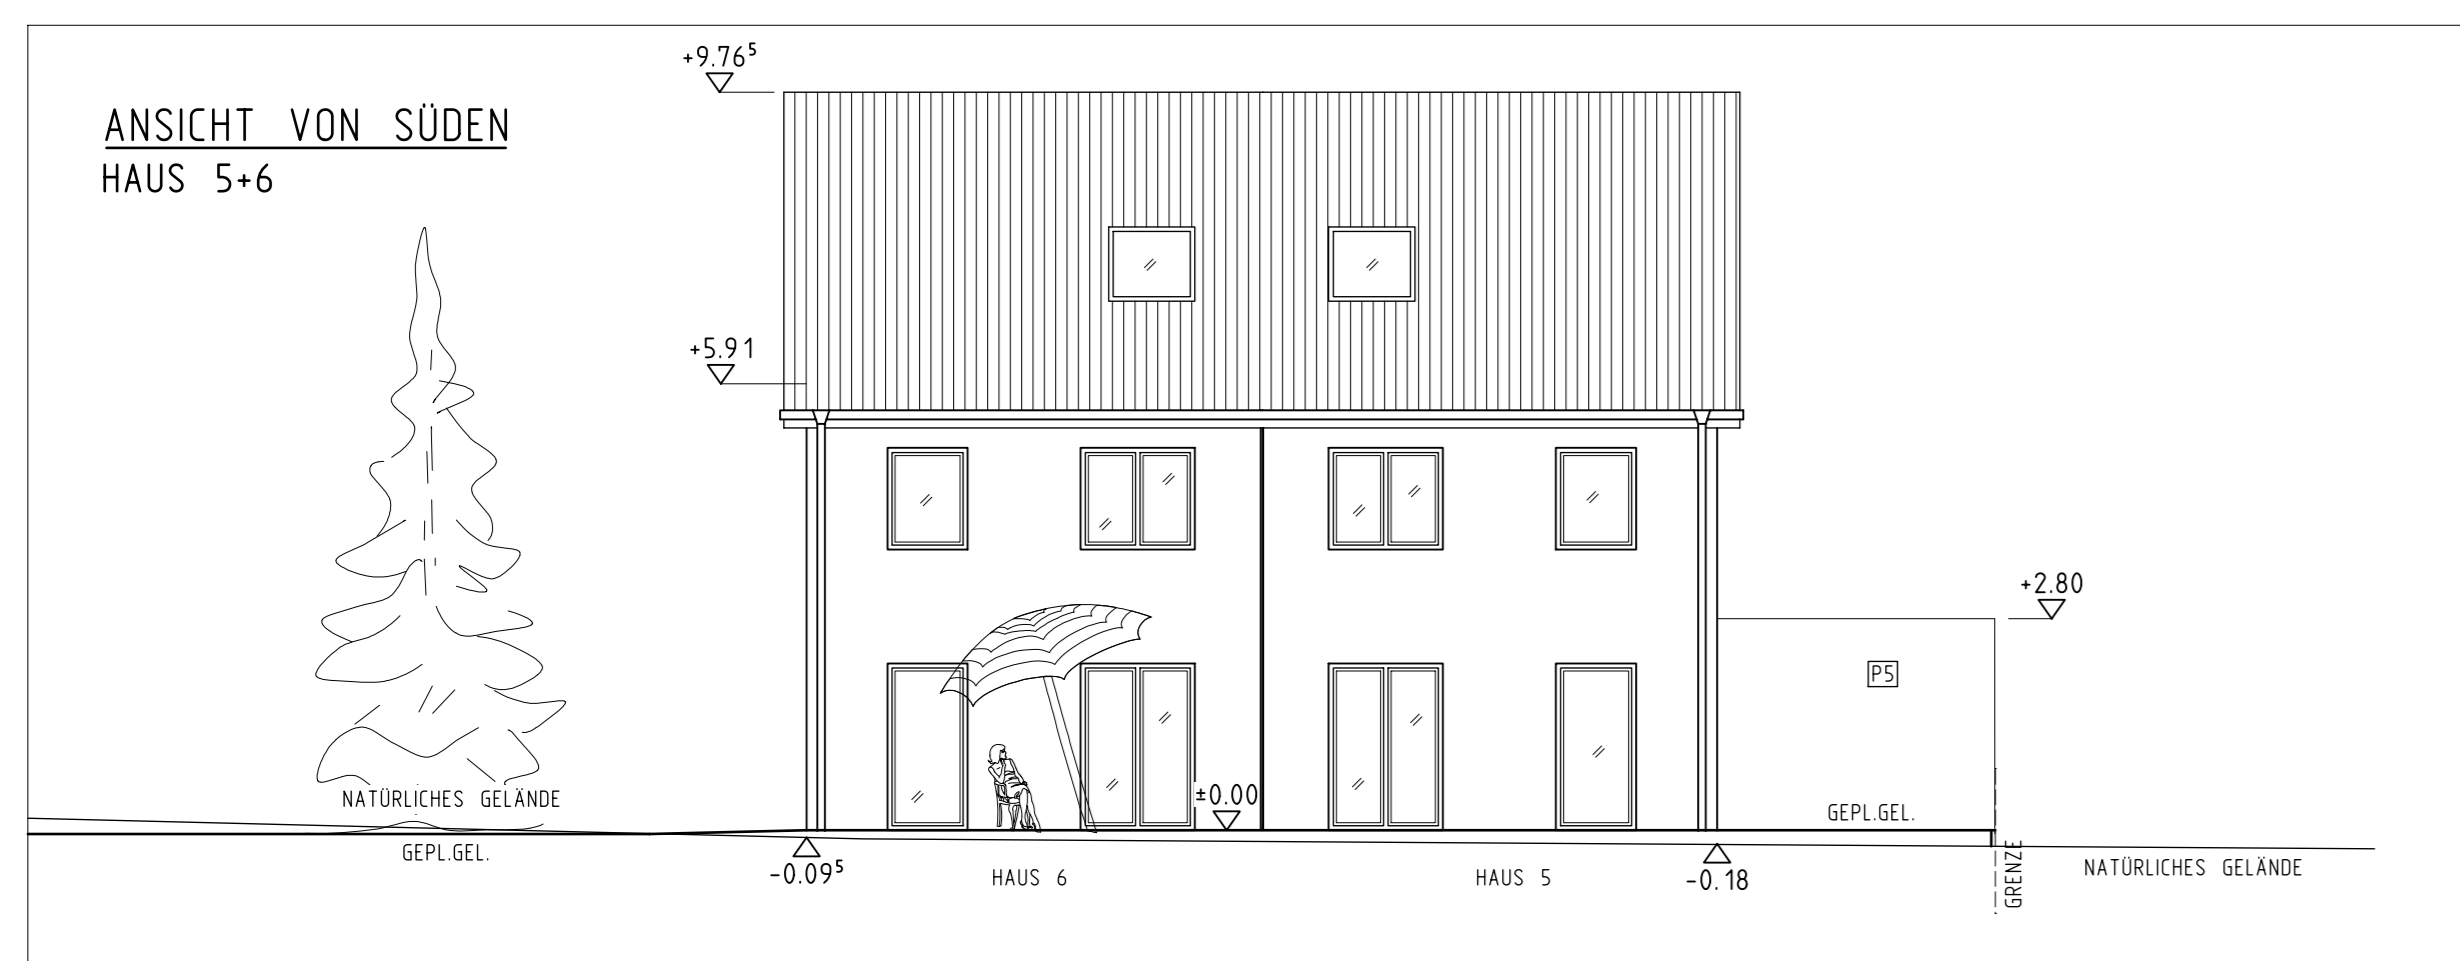 +9.76⁵
ANSICHT VON SÜDEN
HAUS 5+6
+5.91
+2.80
P5
±0.00
NATÜRLICHES GELÄNDE
GEPL.GEL.
GEPL.GEL.
-0.09⁵
HAUS 6
HAUS 5
-0.18
GRENZE
NATÜRLICHES GELÄNDE